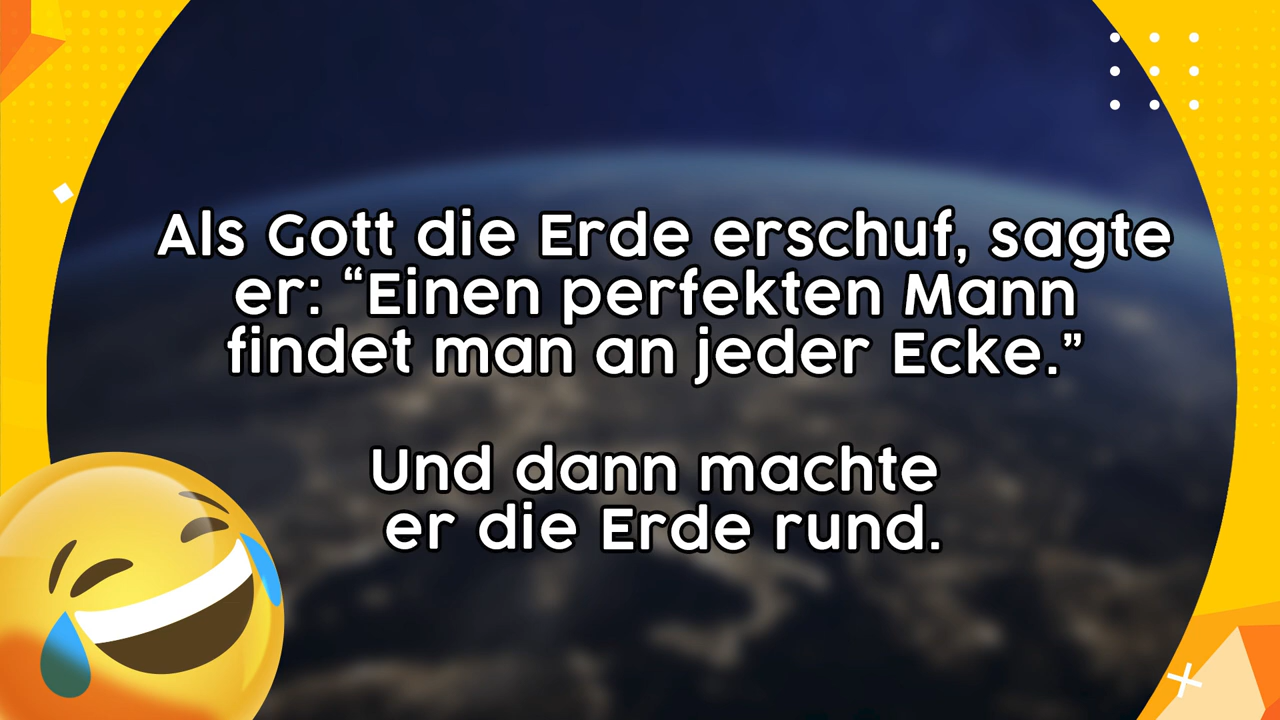 Als Gott die Erde erschuf, sagte
er: “Einen perfekten Mann
findet man an jeder Ecke.”
Und dann machte
er die Erde rund.